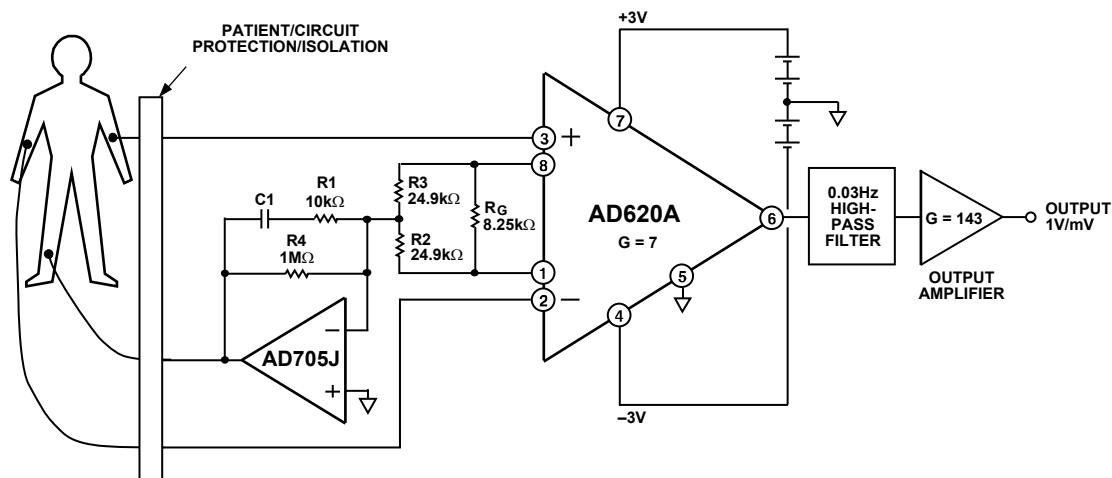 PATIENT/CIRCUIT
PROTECTION/ISOLATION
+3V
C1
R1
10kΩ
R4
1MΩ
R3
24.9kΩ
R2
24.9kΩ
RG
8.25kΩ
AD705J
−
+
3
+
8
1
2
−
7
AD620A
G = 7
6
5
4
–3V
0.03Hz
HIGH-
PASS
FILTER
G = 143
OUTPUT
AMPLIFIER
OUTPUT
1V/mV